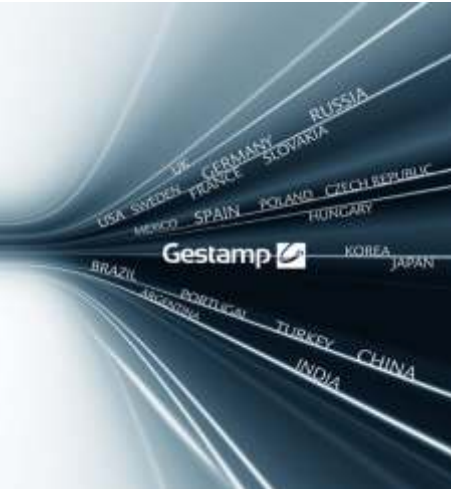 RUSSIA
UK GERMANY SLOVAKIA
FRANCE
USA SWEDEN
MEXICO SPAIN POLAND CZECH REPUBLIC
HUNGARY
Gestamp
KOREA
JAPAN
BRAZIL
ARGENTINA PORTUGAL
TURKEY CHINA
INDIA